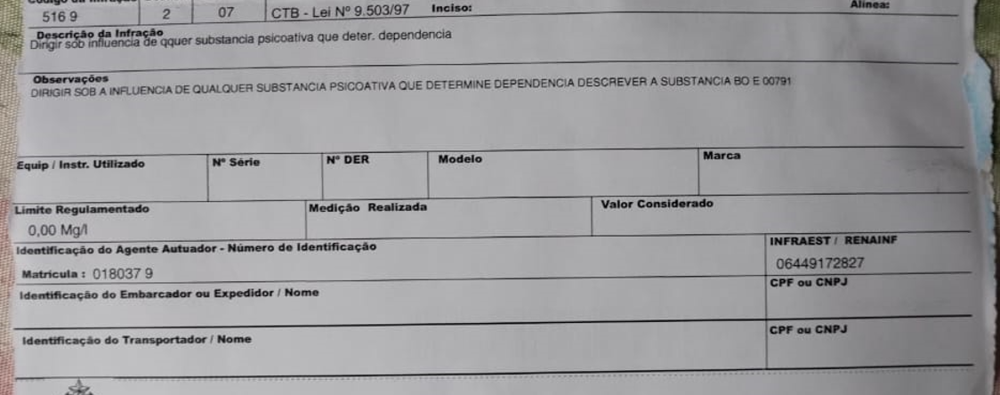 516 9 2 07 CTB - Lei Nº 9.503/97 Inciso: Alínea:
Descrição da Infração
Dirigir sob influencia de qquer substancia psicoativa que deter. dependencia
Observações
DIRIGIR SOB A INFLUENCIA DE QUALQUER SUBSTANCIA PSICOATIVA QUE DETERMINE DEPENDENCIA DESCREVER A SUBSTANCIA BO E 00791
Equip / Instr. Utilizado Nº Série Nº DER Modelo Marca
Limite Regulamentado Medição Realizada Valor Considerado
0,00 Mg/l
Identificação do Agente Autuador - Número de Identificação INFRAEST / RENAINF
Matrícula : 018037 9 06449172827
Identificação do Embarcador ou Expedidor / Nome CPF ou CNPJ
Identificação do Transportador / Nome CPF ou CNPJ